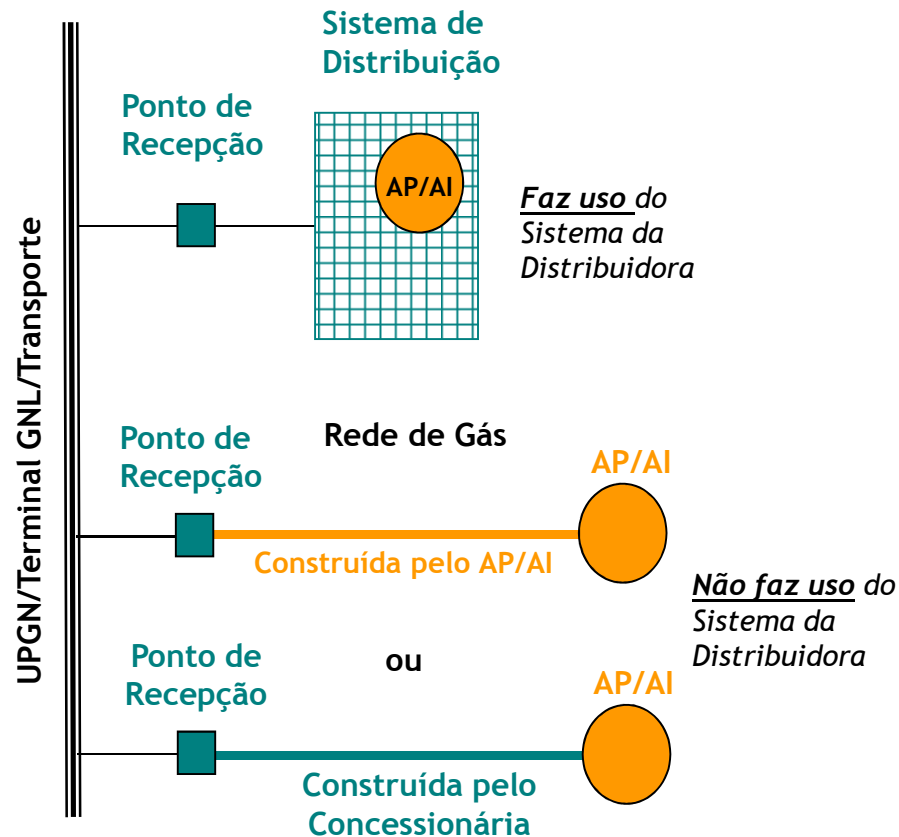 Sistema de
Distribuição
Ponto de
Recepção
AP/AI
Faz uso do
Sistema da
Distribuidora
UPGN/Terminal GNL/Transporte
Rede de Gás
Ponto de
Recepção
AP/AI
Construída pelo AP/AI
Não faz uso do
Sistema da
Distribuidora
ou
Ponto de
Recepção
AP/AI
Construída pelo
Concessionária